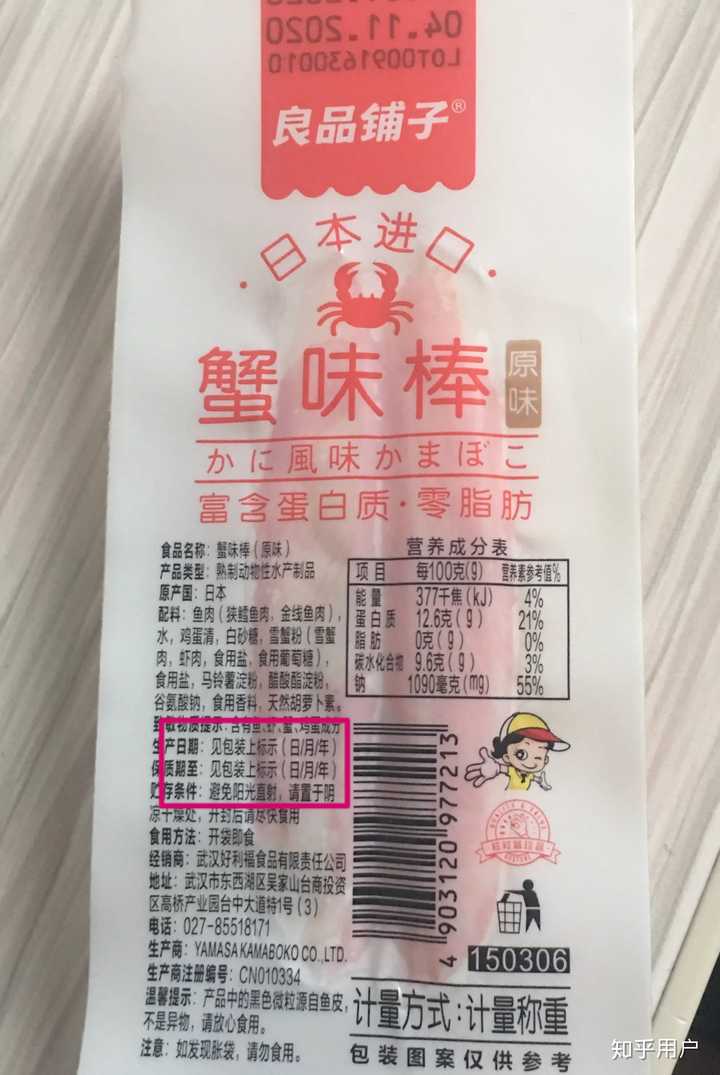 04.11.2020
LOT0091630010
良品铺子®
·日本进口·
蟹味棒
原味
かに風味かまぼこ
富含蛋白质·零脂肪
食品名称：蟹味棒（原味）
产品类型：熟制动物性水产制品
原产国：日本
配料：鱼肉（狭鳕鱼肉，金线鱼肉），
水，鸡蛋清，白砂糖，雪蟹粉（雪蟹
肉，虾肉，食用盐，食用葡萄糖），
食用盐，马铃薯淀粉，醋酸酯淀粉，
谷氨酸钠，食用香料，天然胡萝卜素。
致敏物质提示：含有鱼、虾、蟹、鸡蛋成分
生产日期：见包装上标示（日/月/年）
保质期至：见包装上标示（日/月/年）
贮存条件：避免阳光直射，请置于阴
凉干燥处，开封后请尽快食用
食用方法：开袋即食
经销商：武汉好利福食品有限责任公司
地址：武汉市东西湖区吴家山台商投资
区高桥产业园台中大道特1号（3）
电话：027-85518171
生产商：YAMASA KAMABOKO CO.,LTD.
生产商注册编号：CN010334
温馨提示：产品中的黑色微粒源自鱼皮，
不是异物，请放心食用。
注意：如发现胀袋，请勿食用。
营养成分表
项目 每100克(g) 营养素参考值%
能量 377千焦(kJ) 4%
蛋白质 12.6克(g) 21%
脂肪 0克(g) 0%
碳水化合物 9.6克(g) 3%
钠 1090毫克(mg) 55%
4 903120 977213
150306
计量方式：计量称重
包装图案仅供参考
知乎用户